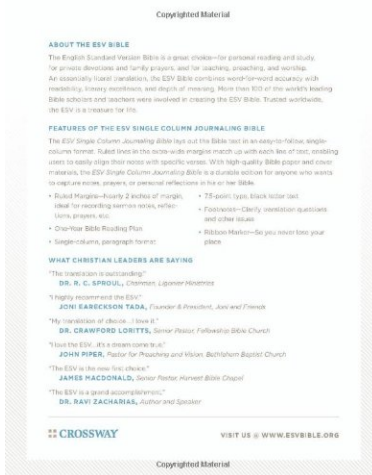 Copyrighted Material
ABOUT THE ESV BIBLE
The English Standard Version Bible is a great choice—for personal reading and study,
for private devotions and family prayers, and for teaching, preaching, and worship.
An essentially literal translation, the ESV Bible combines word-for-word accuracy with
readability, literary excellence, and depth of meaning. More than 100 of the world's leading
Bible scholars and teachers were involved in creating the ESV Bible. Trusted worldwide,
the ESV is a treasure for life.
FEATURES OF THE ESV SINGLE COLUMN JOURNALING BIBLE
The ESV Single Column Journaling Bible lays out the Bible text in an easy-to-follow, single-
column format. Ruled lines in the extra-wide margins match up with each line of text, enabling
users to easily align their notes with specific verses. With high-quality Bible paper and cover
materials, the ESV Single Column Journaling Bible is a durable edition for anyone who wants
to capture notes, prayers, or personal reflections in his or her Bible.
• Ruled Margins—nearly 2 inches of margin,
ideal for recording sermon notes, reflec-
tions, prayers, etc.
• One-Year Bible Reading Plan
• Single-column, paragraph format
• 7.5-point type, black letter text
• Footnotes—Clarify translation questions
and other issues
• Ribbon Marker—So you never lose your
place
WHAT CHRISTIAN LEADERS ARE SAYING
"The translation is outstanding."
DR. R. C. SPROUL, Chairman, Ligonier Ministries
"I highly recommend the ESV."
JONI EARECKSON TADA, Founder & President, Joni and Friends
"My translation of choice...I love it."
DR. CRAWFORD LORITTS, Senior Pastor, Fellowship Bible Church
"I love the ESV...it's a dream come true."
JOHN PIPER, Pastor for Preaching and Vision, Bethlehem Baptist Church
"The ESV is the new first choice."
JAMES MACDONALD, Senior Pastor, Harvest Bible Chapel
"The ESV is a grand accomplishment."
DR. RAVI ZACHARIAS, Author and Speaker
CROSSWAY
VISIT US @ WWW.ESVBIBLE.ORG
Copyrighted Material